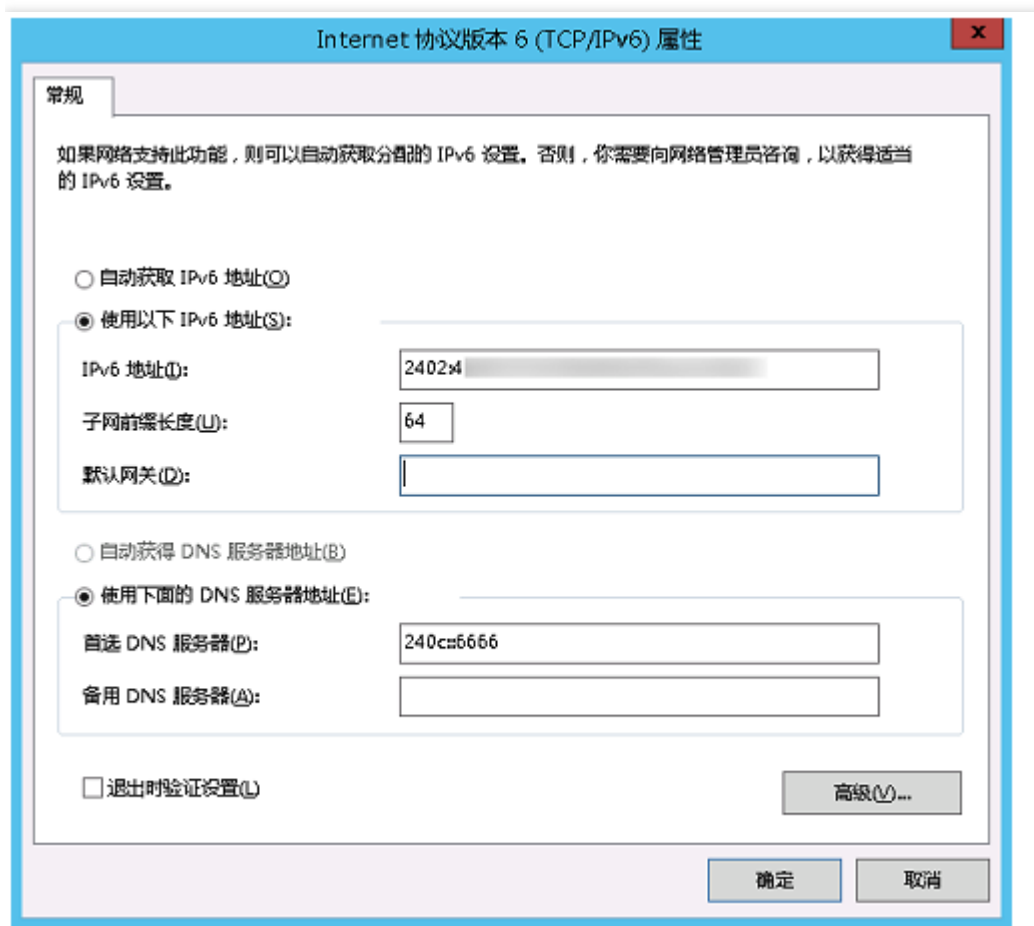 Internet 协议版本 6 (TCP/IPv6) 属性
x
常规
如果网络支持此功能，则可以自动获取分配的 IPv6 设置。否则，你需要向网络管理员咨询，以获得适当
的 IPv6 设置。
自动获取 IPv6 地址(O)
使用以下 IPv6 地址(S):
IPv6 地址(I):
2402:4
子网前缀长度(U):
64
默认网关(D):
自动获得 DNS 服务器地址(B)
使用下面的 DNS 服务器地址(E):
首选 DNS 服务器(P):
240c::6666
备用 DNS 服务器(A):
退出时验证设置(L)
高级(V)...
确定
取消